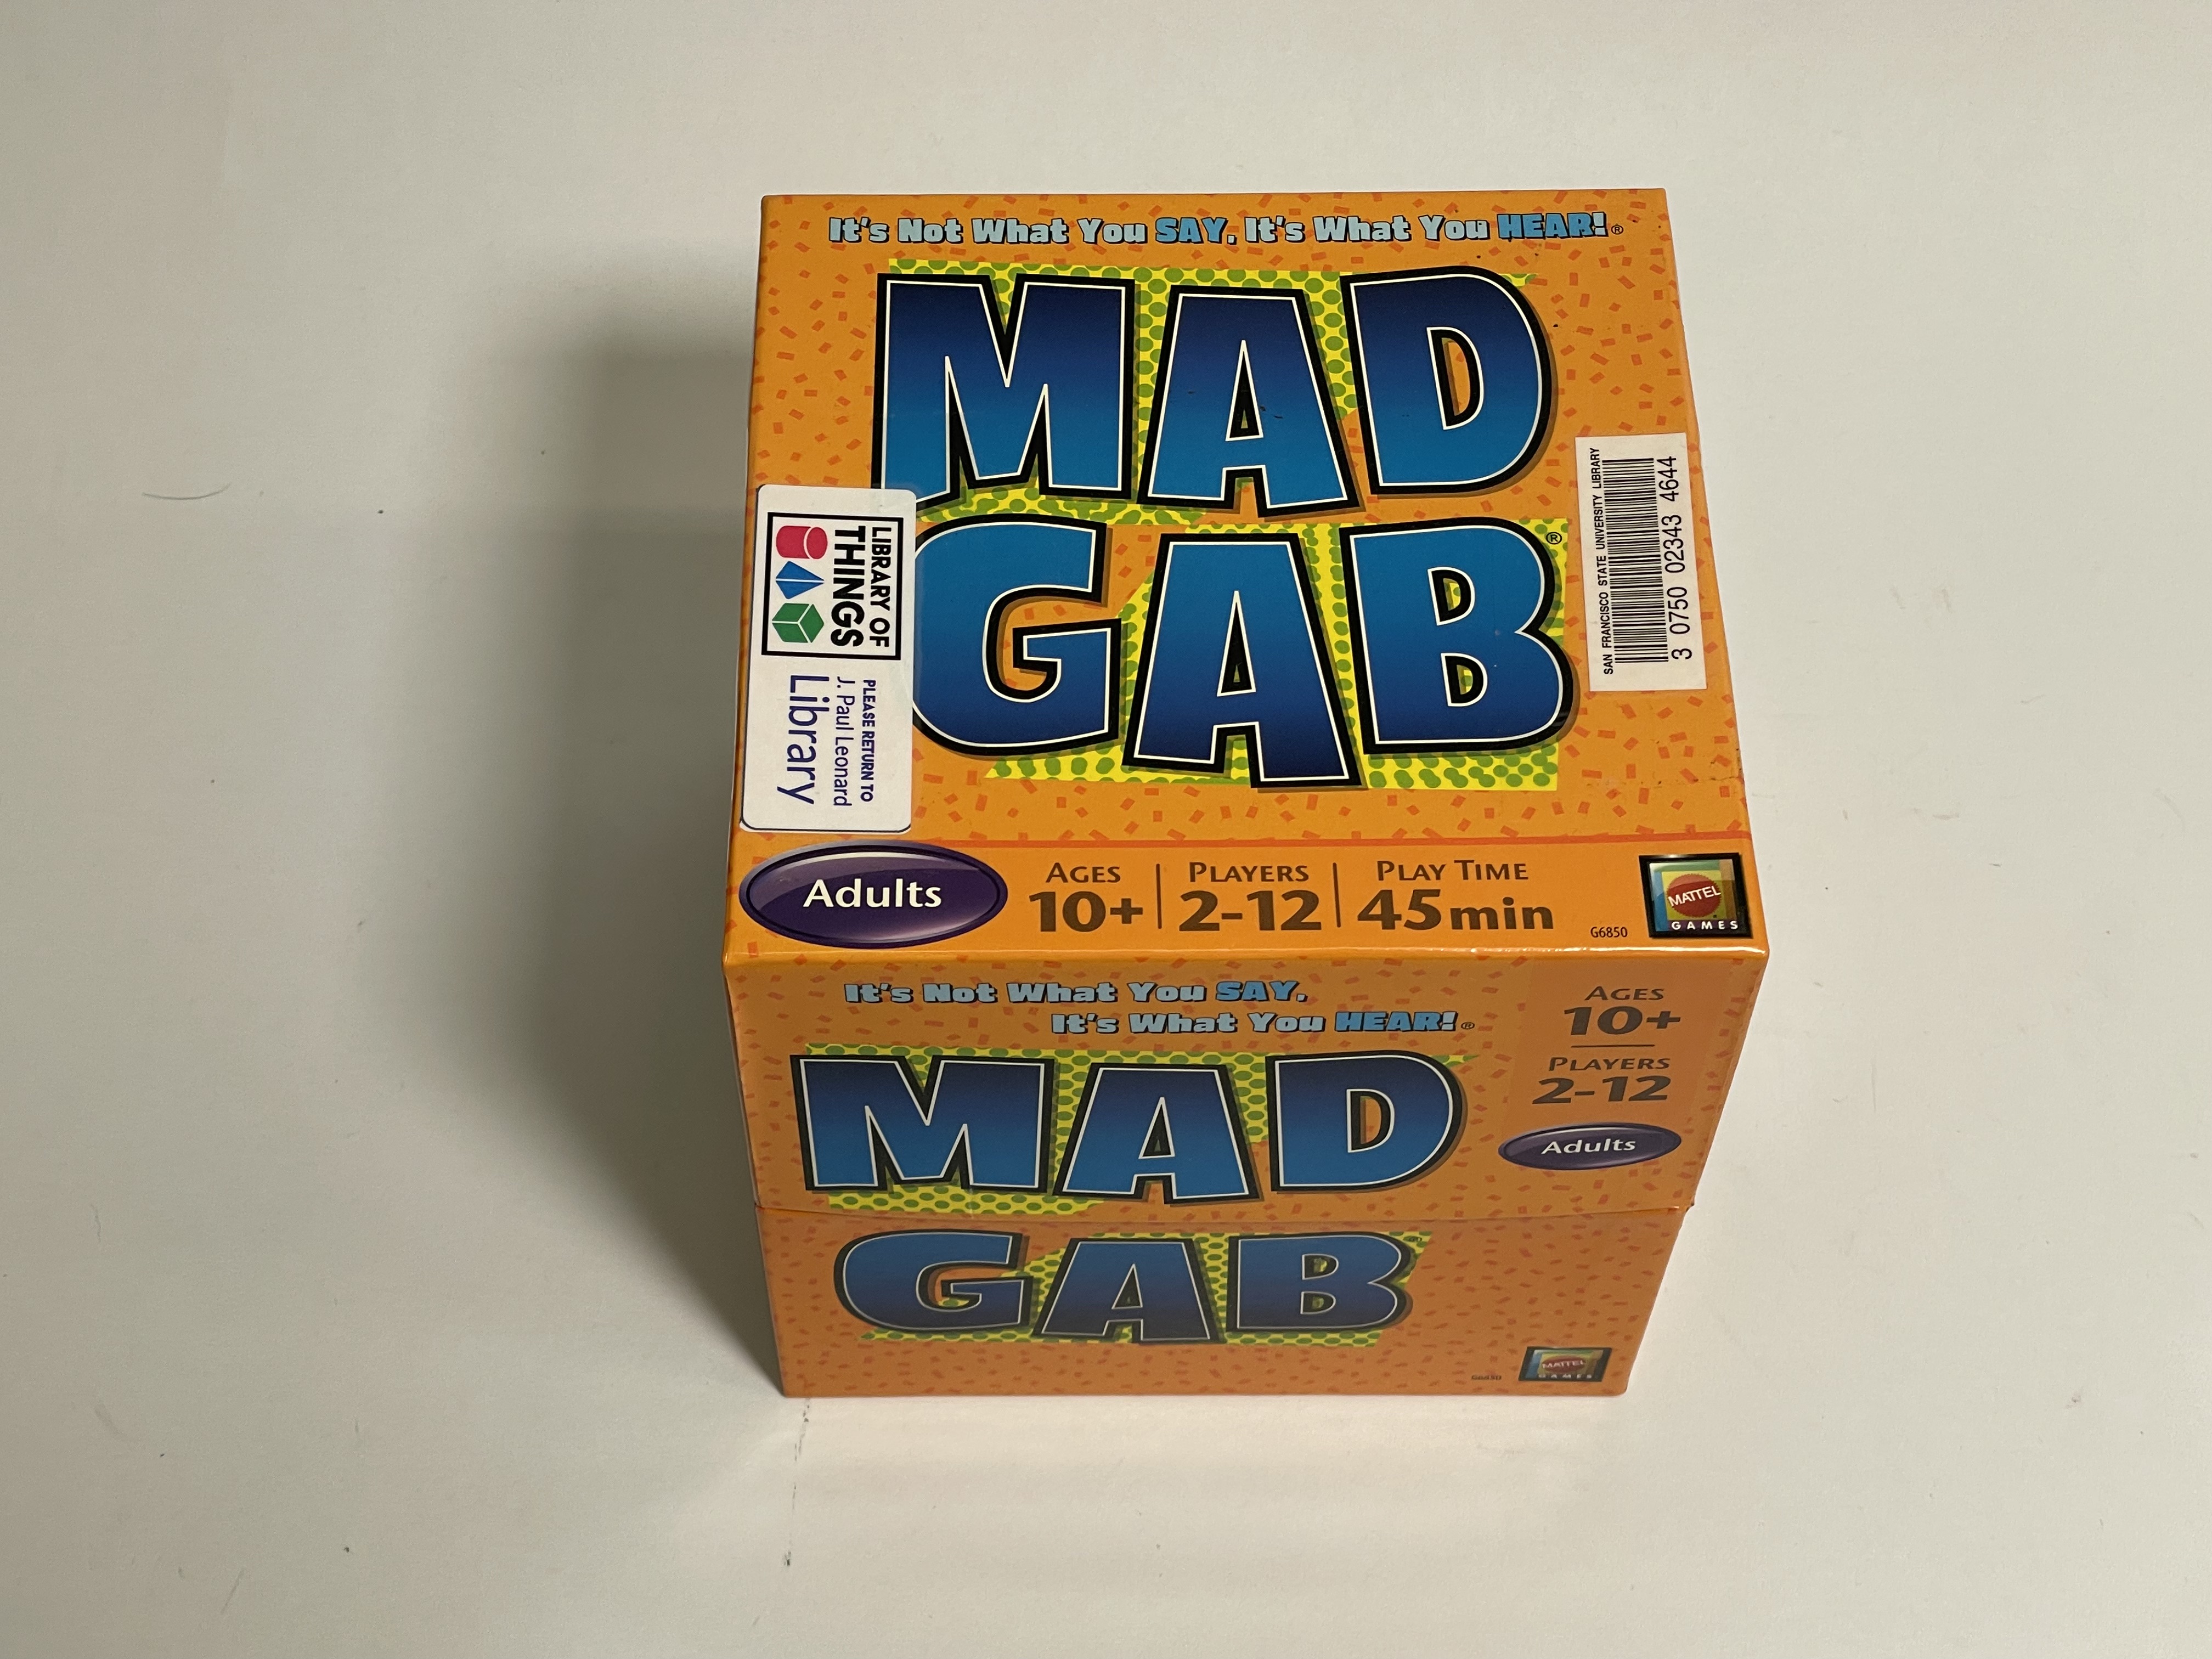 It's Not What You SAY, It's What You HEAR!®
MAD
GAB®
SAN FRANCISCO STATE UNIVERSITY LIBRARY
3 0750 02343 4644
LIBRARY OF
THINGS
PLEASE RETURN TO
J. Paul Leonard
Library
Adults
AGES
10+
PLAYERS
2-12
PLAY TIME
45 min
G6850
MATTEL
GAMES
It's Not What You SAY,
It's What You HEAR!®
AGES
10+
PLAYERS
2-12
Adults
MAD
GAB
G6850
MATTEL
GAMES